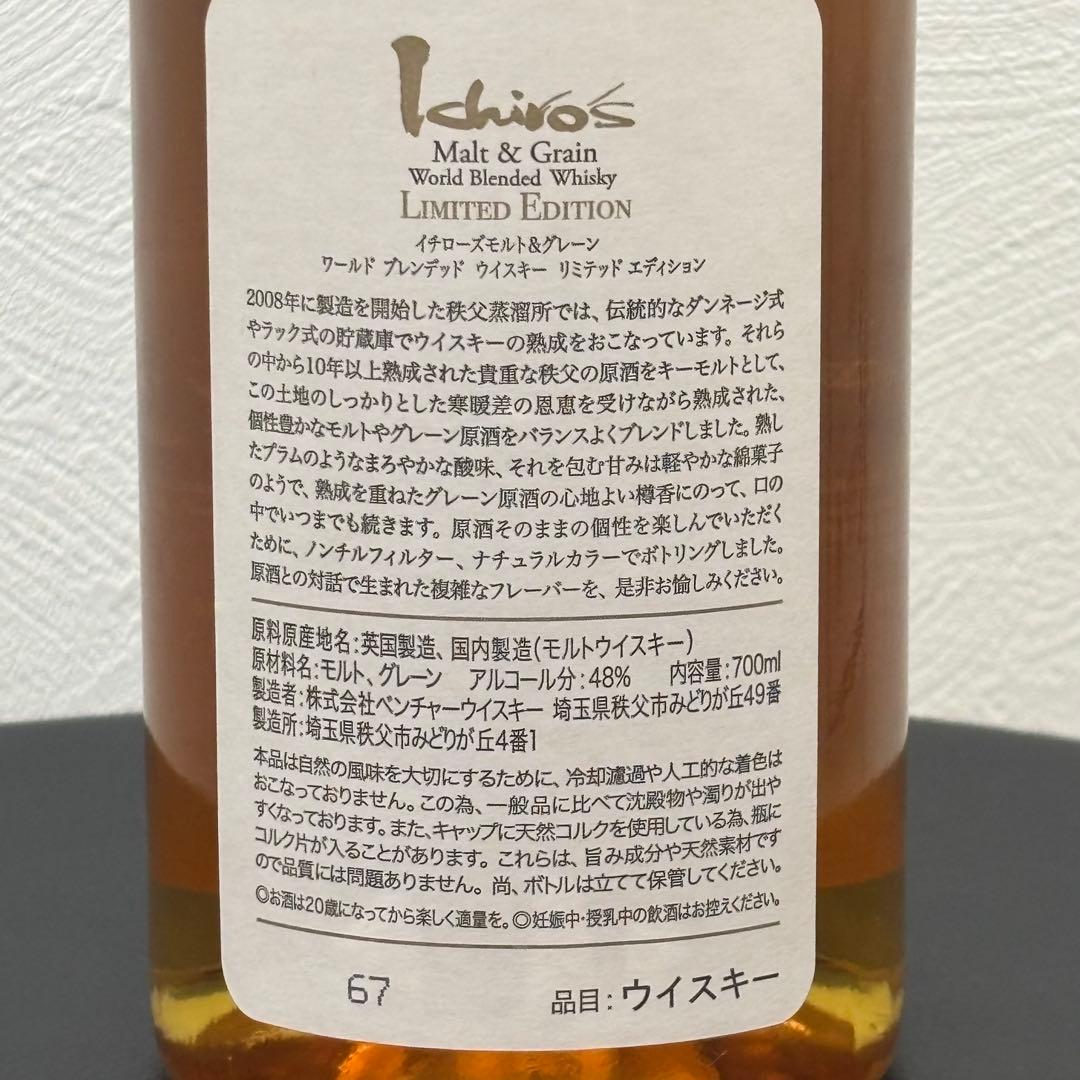 Ichiro's
Malt & Grain
World Blended Whisky
LIMITED EDITION
イチローズモルト&グレーン
ワールド ブレンデッド ウイスキー リミテッド エディション
2008年に製造を開始した秩父蒸溜所では、伝統的なダンネージ式
やラック式の貯蔵庫でウイスキーの熟成をおこなっています。それら
の中から10年以上熟成された貴重な秩父の原酒をキーモルトとして、
この土地のしっかりとした寒暖差の恩恵を受けながら熟成された、
個性豊かなモルトやグレーン原酒をバランスよくブレンドしました。熟し
たプラムのようなまろやかな酸味、それを包む甘みは軽やかな綿菓子
のようで、熟成を重ねたグレーン原酒の心地よい樽香にのって、口の
中でいつまでも続きます。原酒そのままの個性を楽しんでいただく
ために、ノンチルフィルター、ナチュラルカラーでボトリングしました。
原酒との対話で生まれた複雑なフレーバーを、是非お愉しみください。
原料原産地名:英国製造、国内製造(モルトウイスキー)
原材料名:モルト、グレーン アルコール分:48% 内容量:700ml
製造者:株式会社ベンチャーウイスキー 埼玉県秩父市みどりが丘49番
製造所:埼玉県秩父市みどりが丘4番1
本品は自然の風味を大切にするために、冷却濾過や人工的な着色は
おこなっておりません。この為、一般品に比べて沈殿物や濁りが出や
すくなっております。また、キャップに天然コルクを使用している為、瓶に
コルク片が入ることがあります。これらは、旨み成分や天然素材です
ので品質には問題ありません。尚、ボトルは立てて保管してください。
◎お酒は20歳になってから楽しく適量を。◎妊娠中・授乳中の飲酒はお控えください。
67 品目:ウイスキー